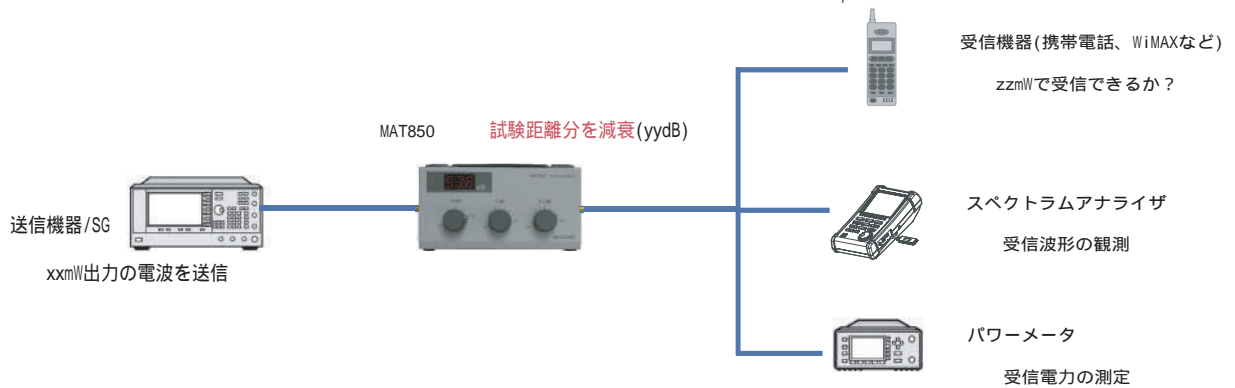 受信機器(携帯電話、WiMAXなど)
zzmWで受信できるか？
MAT850 試験距離分を減衰(yydB)
送信機器/SG
xxmW出力の電波を送信
スペクトラムアナライザ
受信波形の観測
パワーメータ
受信電力の測定